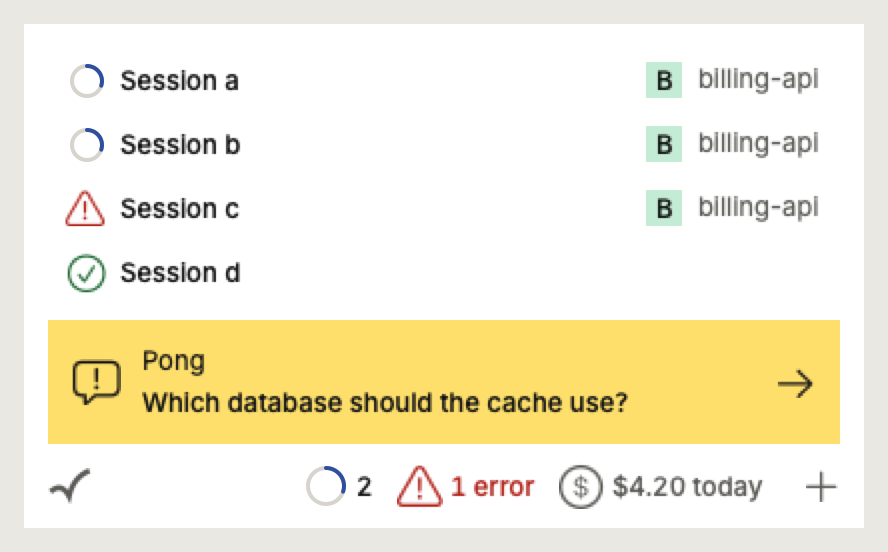 Session a B billing-api
Session b B billing-api
Session c B billing-api
Session d
Pong
Which database should the cache use?
2 1 error $4.20 today